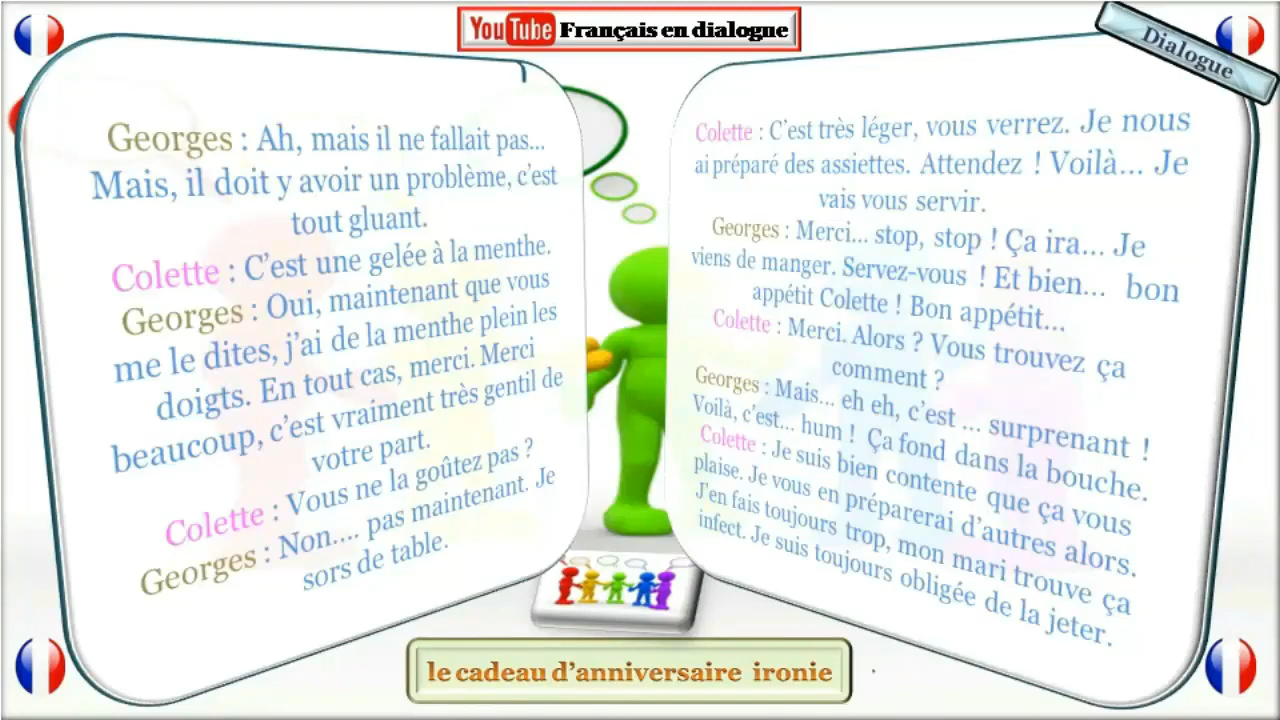 YouTube Français en dialogue
Dialogue
Georges : Ah, mais il ne fallait pas...
Mais, il doit y avoir un problème, c'est
tout gluant.
Colette : C'est une gelée à la menthe.
Georges : Oui, maintenant que vous
me le dites, j'ai de la menthe plein les
doigts. En tout cas, merci. Merci
beaucoup, c'est vraiment très gentil de
votre part.
Colette : Vous ne la goûtez pas ?
Georges : Non.... pas maintenant. Je
sors de table.
Colette : C'est très léger, vous verrez. Je nous
ai préparé des assiettes. Attendez ! Voilà... Je
vais vous servir.
Georges : Merci... stop, stop ! Ça ira... Je
viens de manger. Servez-vous ! Et bien... bon
appétit Colette ! Bon appétit...
Colette : Merci. Alors ? Vous trouvez ça
comment ?
Georges : Mais... eh eh, c'est ... surprenant !
Voilà, c'est... hum ! Ça fond dans la bouche.
Colette : Je suis bien contente que ça vous
plaise. Je vous en préparerai d'autres alors.
J'en fais toujours trop, mon mari trouve ça
infect. Je suis toujours obligée de la jeter.
le cadeau d'anniversaire ironie